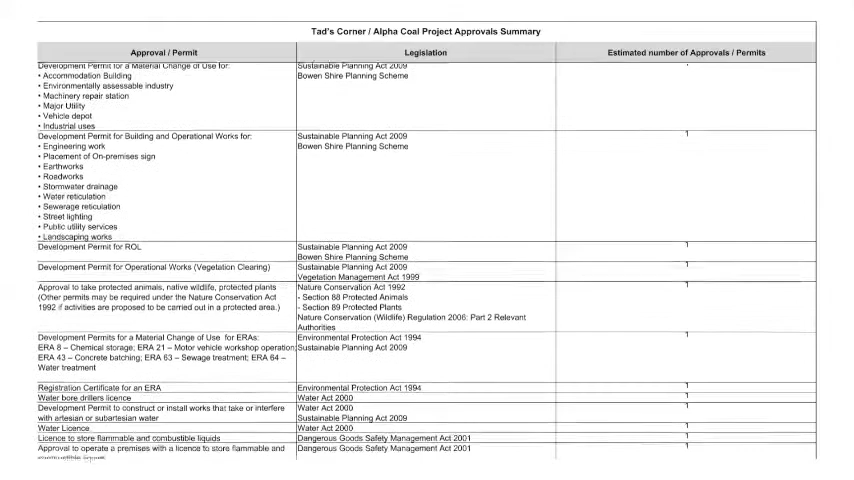 Tad's Corner / Alpha Coal Project Approvals Summary
Approval / Permit Legislation Estimated number of Approvals / Permits
Development Permit for a Material Change of Use for: Sustainable Planning Act 2009
• Accommodation Building Bowen Shire Planning Scheme
• Environmentally assessable industry
• Machinery repair station
• Major Utility
• Vehicle depot
• Industrial uses
Development Permit for Building and Operational Works for: Sustainable Planning Act 2009 1
• Engineering work Bowen Shire Planning Scheme
• Placement of On-premises sign
• Earthworks
• Roadworks
• Stormwater drainage
• Water reticulation
• Sewerage reticulation
• Street lighting
• Public utility services
• Landscaping works
Development Permit for ROL Sustainable Planning Act 2009 1
Bowen Shire Planning Scheme
Development Permit for Operational Works (Vegetation Clearing) Sustainable Planning Act 2009 1
Vegetation Management Act 1999
Approval to take protected animals, native wildlife, protected plants Nature Conservation Act 1992 1
(Other permits may be required under the Nature Conservation Act - Section 88 Protected Animals
1992 if activities are proposed to be carried out in a protected area.) - Section 89 Protected Plants
Nature Conservation (Wildlife) Regulation 2006: Part 2 Relevant
Authorities
Development Permits for a Material Change of Use for ERAs: Environmental Protection Act 1994 1
ERA 8 – Chemical storage; ERA 21 – Motor vehicle workshop operation; Sustainable Planning Act 2009
ERA 43 – Concrete batching; ERA 63 – Sewage treatment; ERA 64 –
Water treatment
Registration Certificate for an ERA Environmental Protection Act 1994 1
Water bore drillers licence Water Act 2000 1
Development Permit to construct or install works that take or interfere Water Act 2000 1
with artesian or subartesian water Sustainable Planning Act 2009
Water Licence Water Act 2000 1
Licence to store flammable and combustible liquids Dangerous Goods Safety Management Act 2001 1
Approval to operate a premises with a licence to store flammable and Dangerous Goods Safety Management Act 2001 1